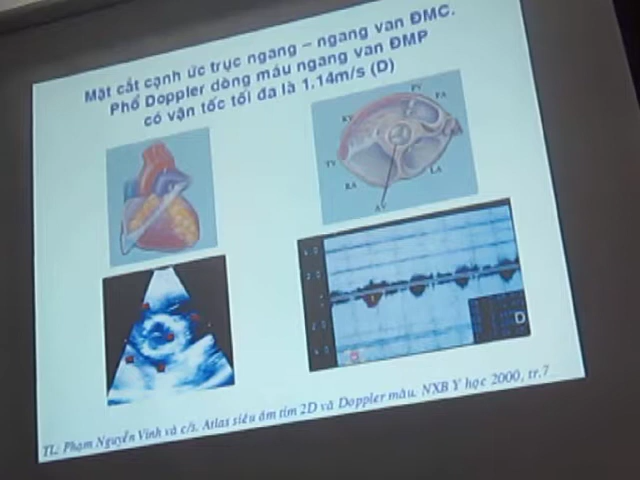 Mặt cắt cạnh ức trục ngang – ngang van ĐMC.
Phổ Doppler dòng máu ngang van ĐMP
có vận tốc tối đa là 1.14m/s (D)
PV
PA
RV
TV
RA
LA
AV
D
TL: Phạm Nguyễn Vinh và c/s. Atlas siêu âm tim 2D và Doppler màu. NXB Y học 2000, tr.7